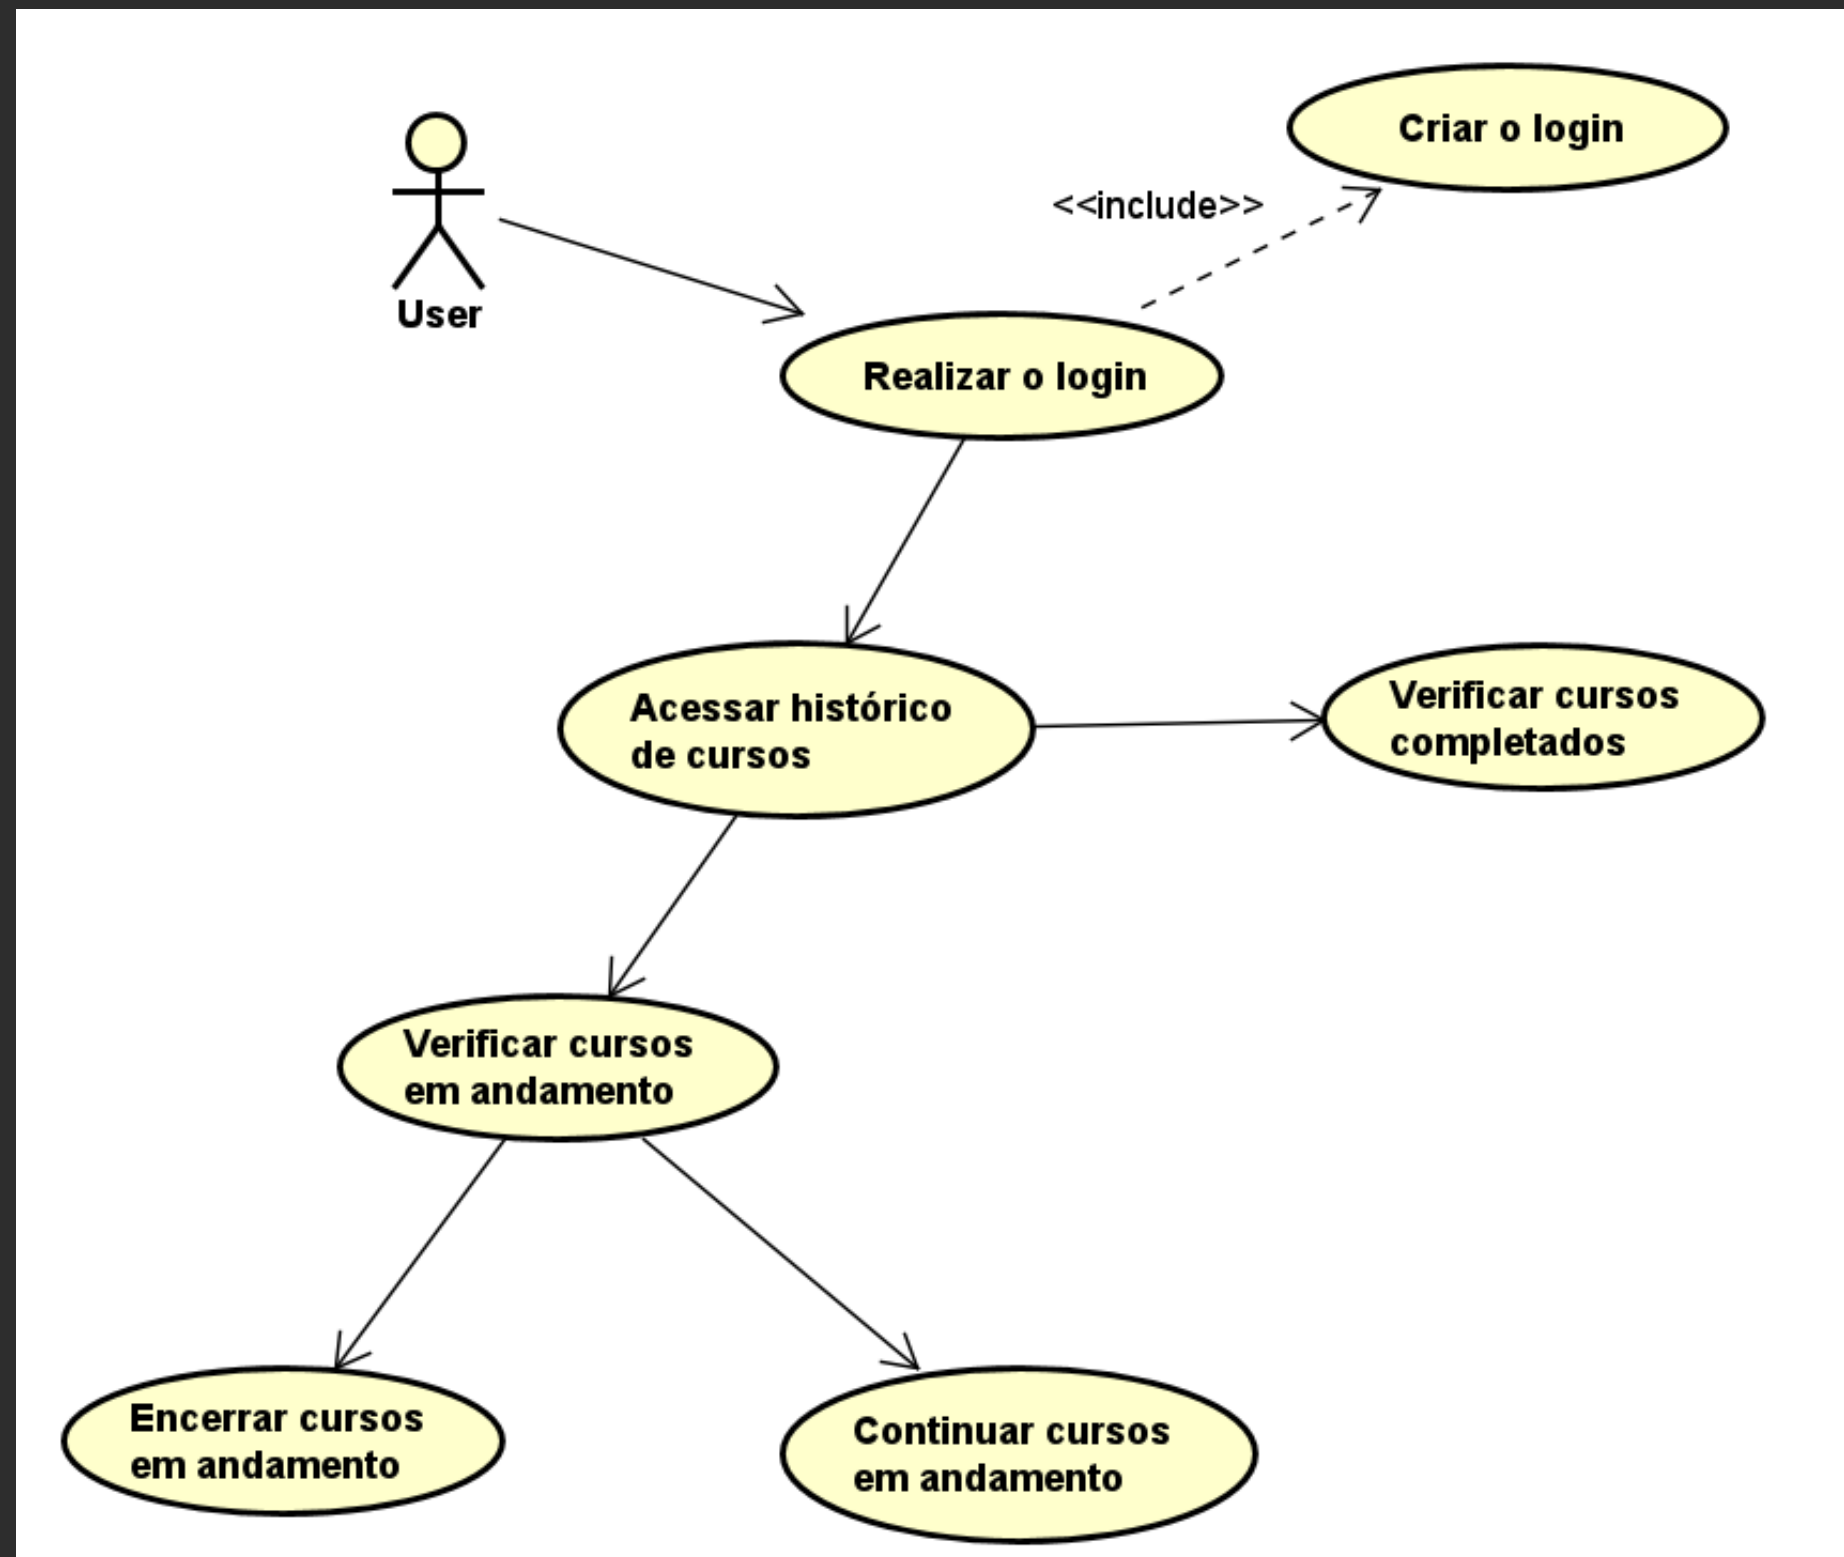 Criar o login
<<include>>
User
Realizar o login
Acessar histórico
de cursos
Verificar cursos
completados
Verificar cursos
em andamento
Encerrar cursos
em andamento
Continuar cursos
em andamento